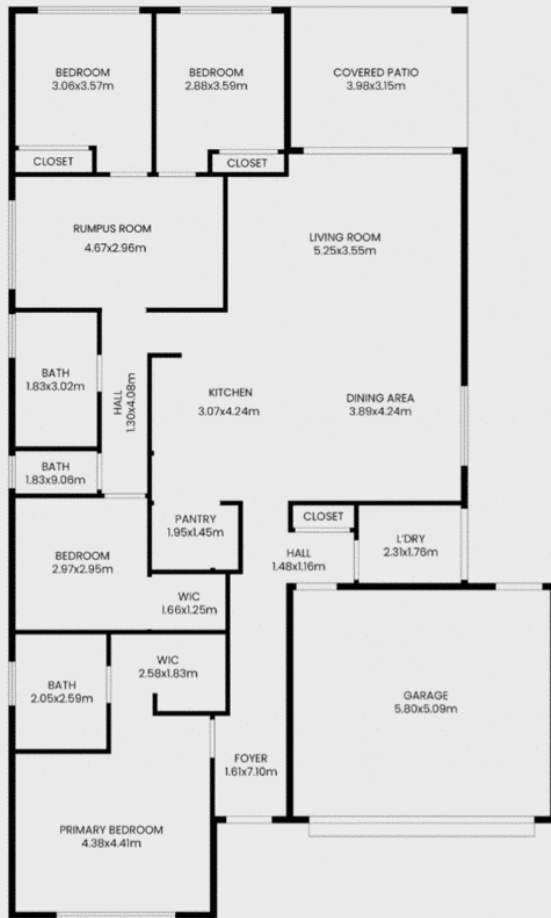 BEDROOM
3.06x3.57m
BEDROOM
2.88x3.59m
COVERED PATIO
3.98x3.15m
CLOSET
CLOSET
RUMPUS ROOM
4.67x2.96m
LIVING ROOM
5.25x3.55m
BATH
1.83x3.02m
HALL
1.30x4.08m
KITCHEN
3.07x4.24m
DINING AREA
3.89x4.24m
BATH
1.83x9.06m
PANTRY
1.95x1.45m
CLOSET
L'DRY
2.31x1.76m
HALL
1.48x1.16m
BEDROOM
2.97x2.95m
WIC
1.66x1.25m
WIC
2.58x1.83m
BATH
2.05x2.59m
GARAGE
5.80x5.09m
FOYER
1.61x7.10m
PRIMARY BEDROOM
4.38x4.41m